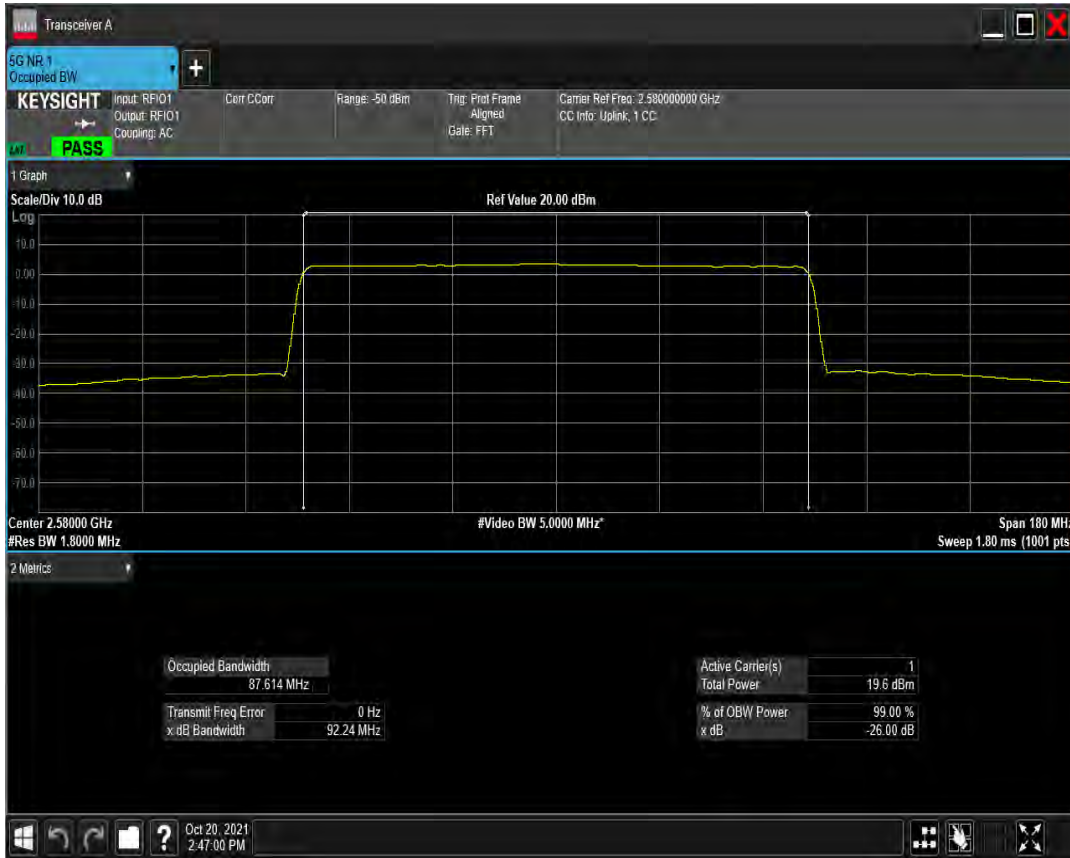 Transceiver A
5G NR 1
Occupied BW
+
KEYSIGHT
Input: RFIO1
Output: RFIO1
Coupling: AC
Corr CCorr
Range: -50 dBm
Trig: Prot Frame
Aligned
Gate: FFT
Carrier Ref Freq: 2.580000000 GHz
CC Info: Uplink, 1 CC
PASS
1 Graph
Scale/Div 10.0 dB
Ref Value 20.00 dBm
Log
10.0
0.00
-10.0
-20.0
-30.0
-40.0
-50.0
-60.0
-70.0
Center 2.58000 GHz
#Video BW 5.0000 MHz*
Span 180 MHz
#Res BW 1.8000 MHz
Sweep 1.80 ms (1001 pts
2 Metrics
Occupied Bandwidth
87.614 MHz
Transmit Freq Error 0 Hz
x dB Bandwidth 92.24 MHz
Active Carrier(s) 1
Total Power 19.6 dBm
% of OBW Power 99.00 %
x dB -26.00 dB
?
Oct 20, 2021
2:47:00 PM